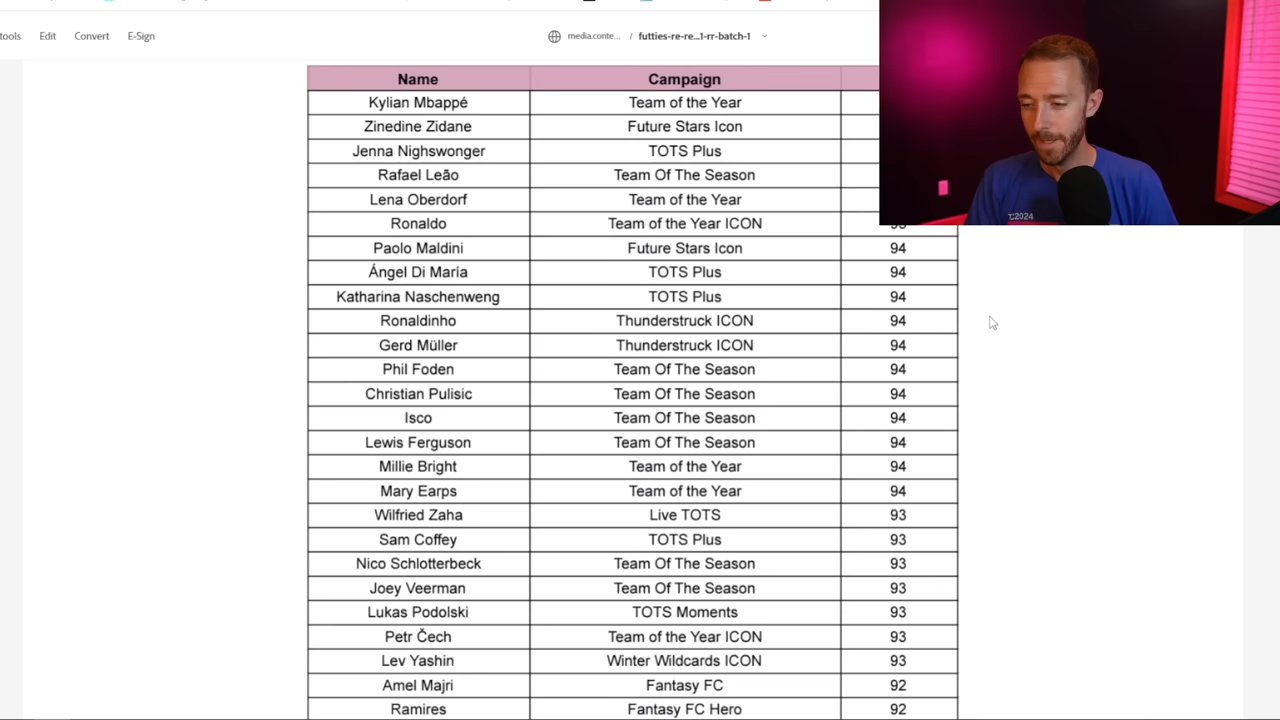 tools Edit Convert E-Sign media.conte... / futties-re-re...1-rr-batch-1
Name Campaign
Kylian Mbappé Team of the Year
Zinedine Zidane Future Stars Icon
Jenna Nighswonger TOTS Plus
Rafael Leão Team Of The Season
Lena Oberdorf Team of the Year
Ronaldo Team of the Year ICON
Paolo Maldini Future Stars Icon 94
Ángel Di María TOTS Plus 94
Katharina Naschenweng TOTS Plus 94
Ronaldinho Thunderstruck ICON 94
Gerd Müller Thunderstruck ICON 94
Phil Foden Team Of The Season 94
Christian Pulisic Team Of The Season 94
Isco Team Of The Season 94
Lewis Ferguson Team Of The Season 94
Millie Bright Team of the Year 94
Mary Earps Team of the Year 94
Wilfried Zaha Live TOTS 93
Sam Coffey TOTS Plus 93
Nico Schlotterbeck Team Of The Season 93
Joey Veerman Team Of The Season 93
Lukas Podolski TOTS Moments 93
Petr Čech Team of the Year ICON 93
Lev Yashin Winter Wildcards ICON 93
Amel Majri Fantasy FC 92
Ramires Fantasy FC Hero 92